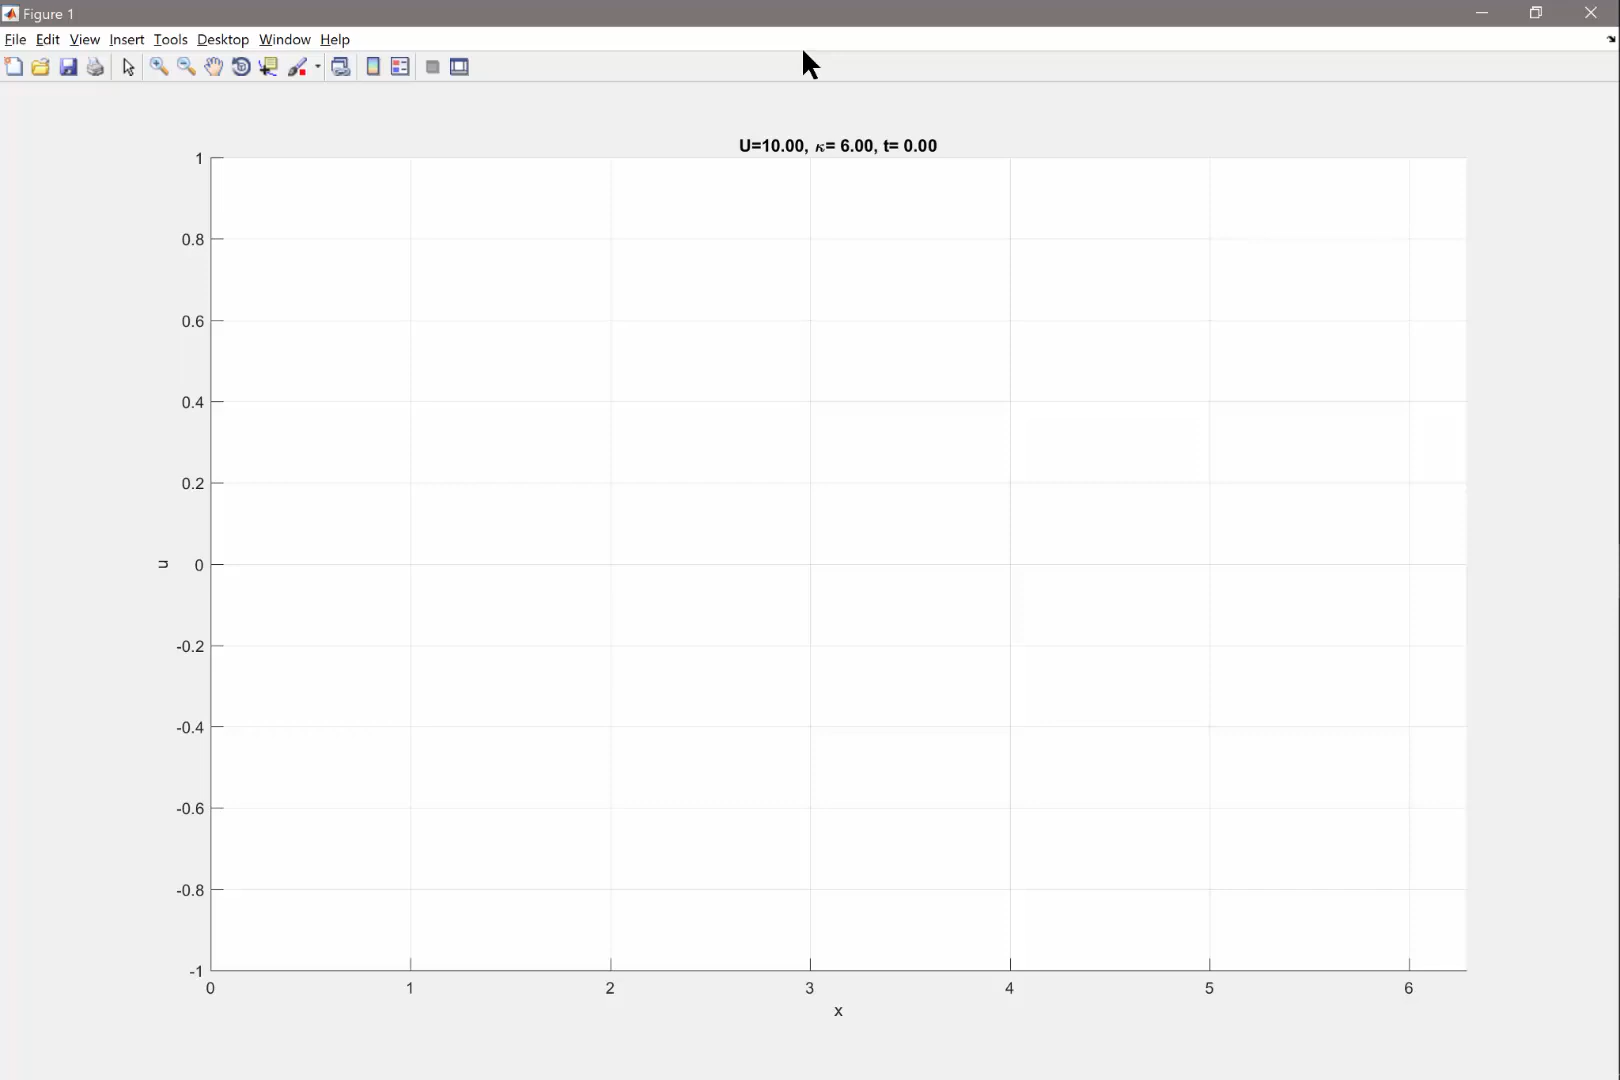 Figure 1
File Edit View Insert Tools Desktop Window Help
U=10.00, κ= 6.00, t= 0.00
1
0.8
0.6
0.4
0.2
0
-0.2
-0.4
-0.6
-0.8
-1
u
0 1 2 3 4 5 6
x